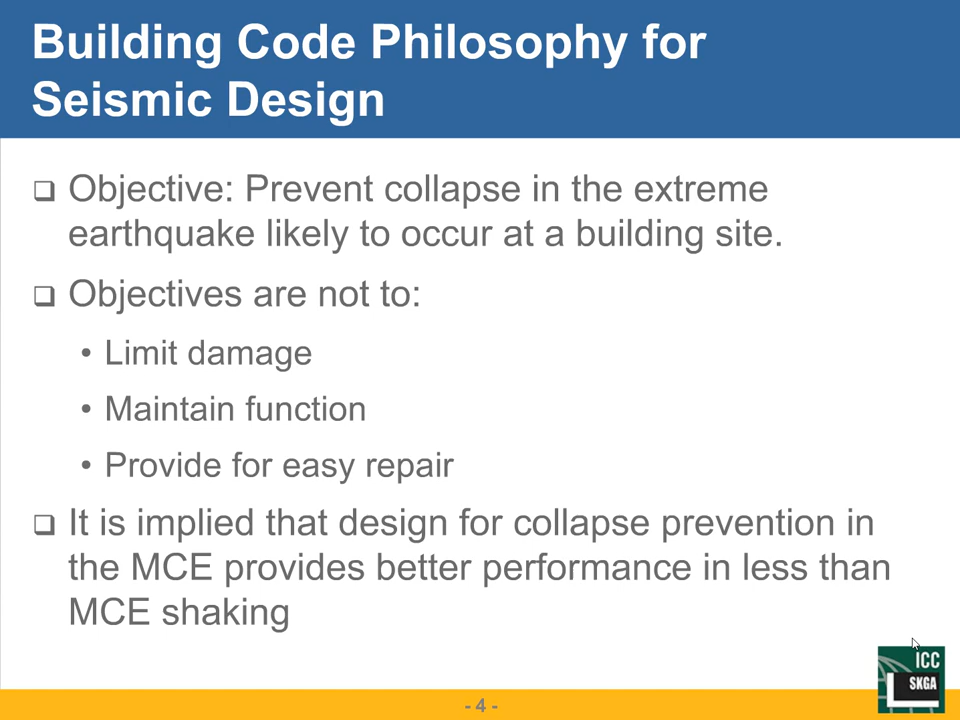 Building Code Philosophy for
Seismic Design
❑ Objective: Prevent collapse in the extreme
earthquake likely to occur at a building site.
❑ Objectives are not to:
• Limit damage
• Maintain function
• Provide for easy repair
❑ It is implied that design for collapse prevention in
the MCE provides better performance in less than
MCE shaking
ICC
SKGA
- 4 -